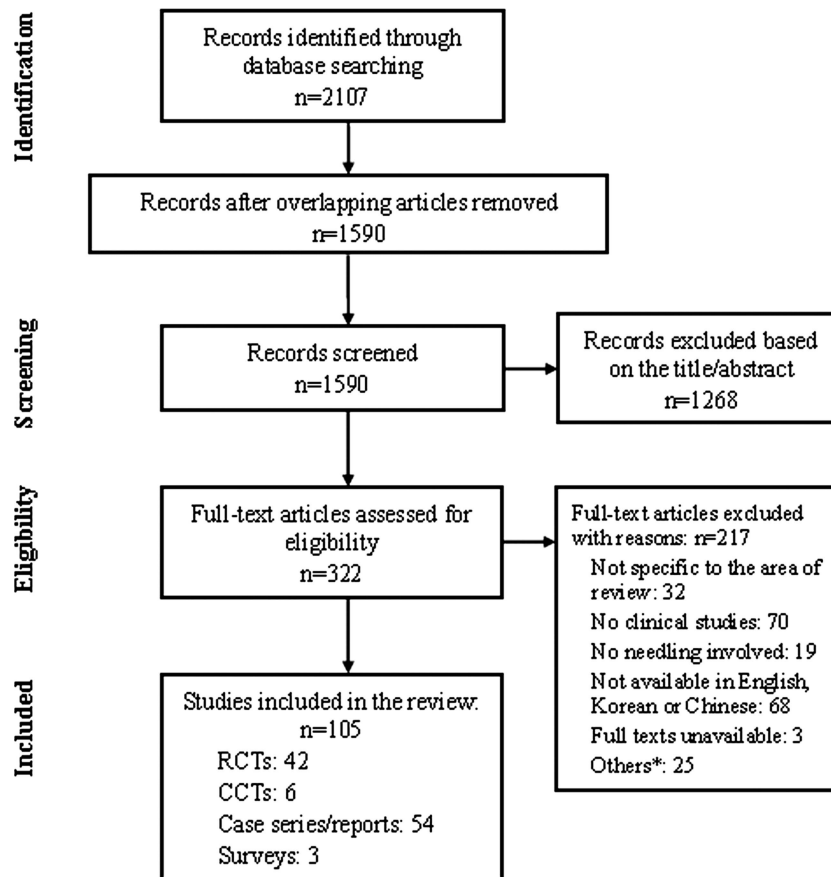 Identification
Records identified through
database searching
n=2107
Records after overlapping articles removed
n=1590
Screening
Records screened
n=1590
Records excluded based
on the title/abstract
n=1268
Eligibility
Full-text articles assessed for
eligibility
n=322
Full-text articles excluded
with reasons: n=217
Not specific to the area of
review: 32
No clinical studies: 70
No needling involved: 19
Not available in English,
Korean or Chinese: 68
Full texts unavailable: 3
Others*: 25
Included
Studies included in the review:
n=105
RCTs: 42
CCTs: 6
Case series/reports: 54
Surveys: 3